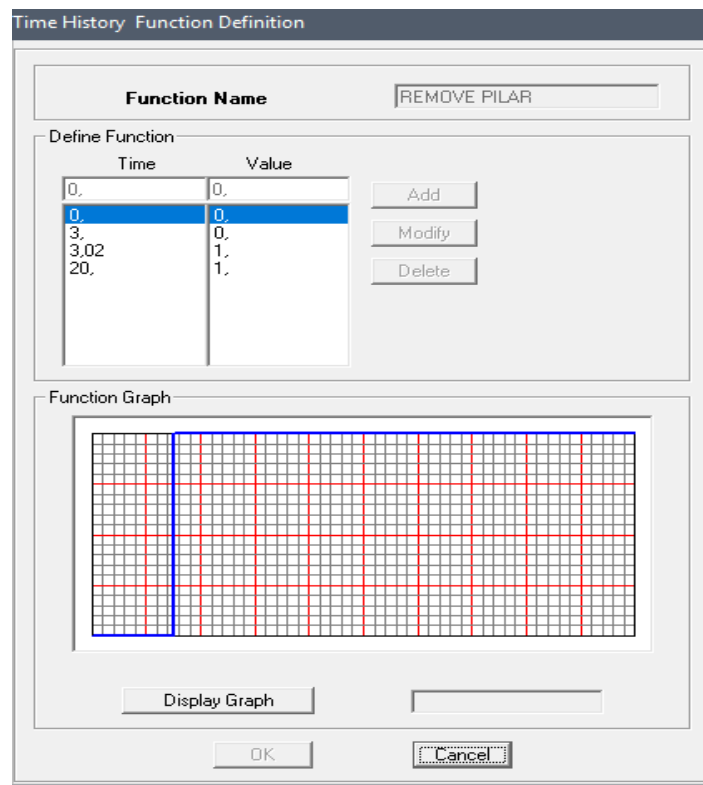 Time History Function Definition
Function Name REMOVE PILAR
Define Function
Time Value
0, 0,
Add
0, 0,
3, 0,
Modify
3,02 1,
20, 1,
Delete
Function Graph
Display Graph
OK Cancel